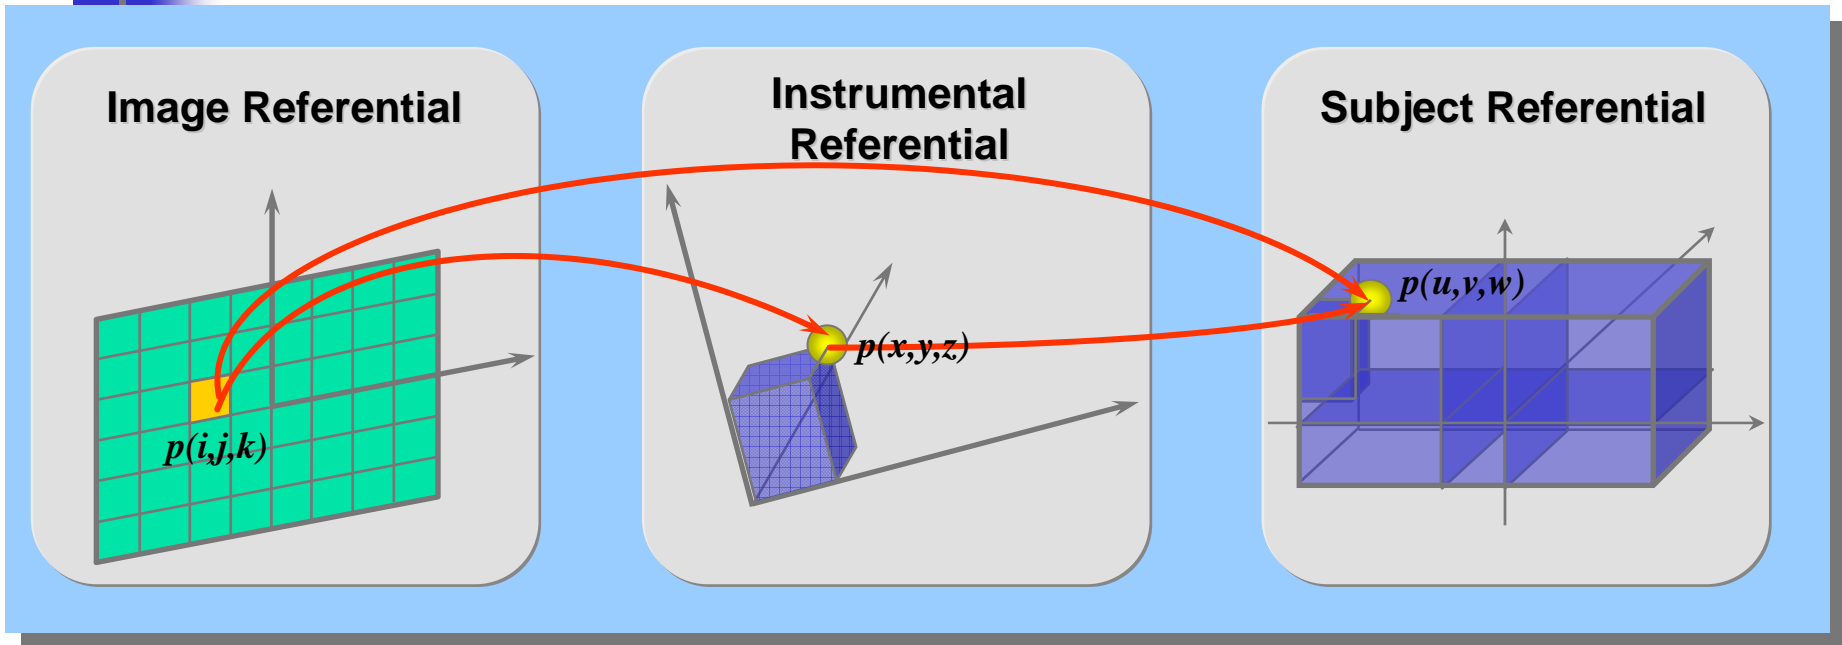 Image Referential
p(i,j,k)
Instrumental
Referential
p(x,y,z)
Subject Referential
p(u,v,w)